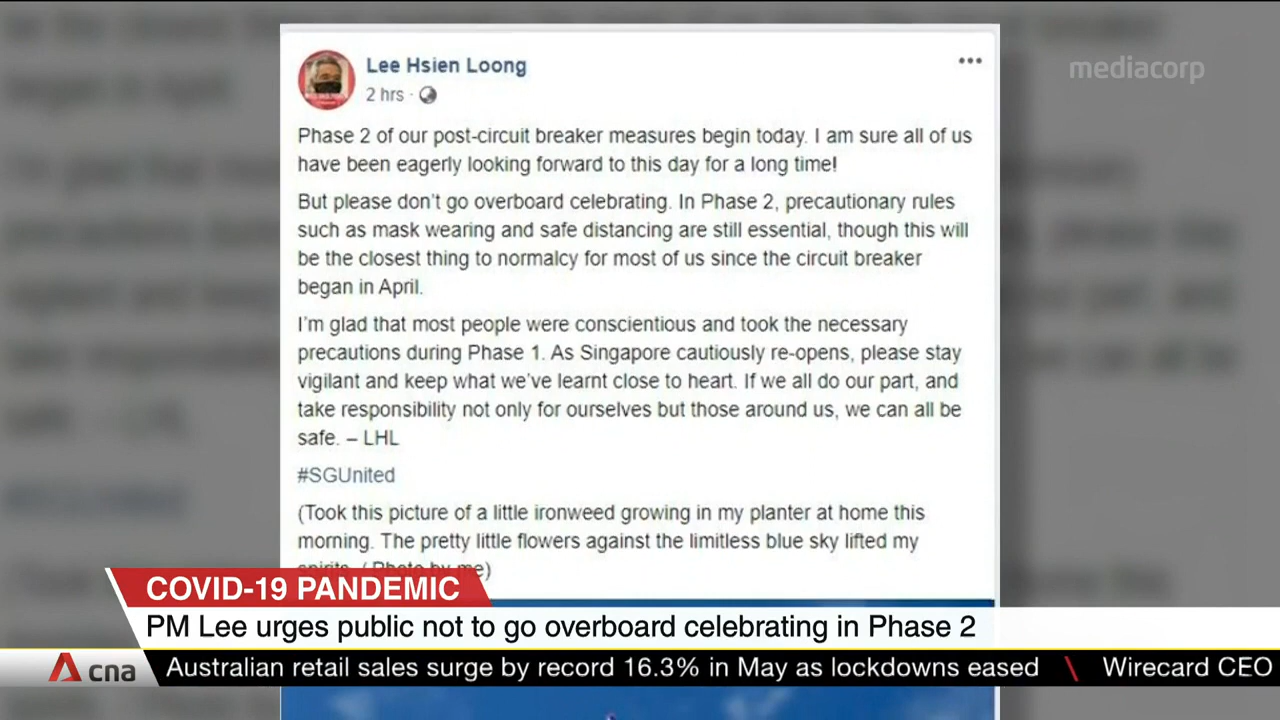 Lee Hsien Loong
2 hrs
mediacorp
Phase 2 of our post-circuit breaker measures begin today. I am sure all of us
have been eagerly looking forward to this day for a long time!
But please don't go overboard celebrating. In Phase 2, precautionary rules
such as mask wearing and safe distancing are still essential, though this will
be the closest thing to normalcy for most of us since the circuit breaker
began in April.
I'm glad that most people were conscientious and took the necessary
precautions during Phase 1. As Singapore cautiously re-opens, please stay
vigilant and keep what we've learnt close to heart. If we all do our part, and
take responsibility not only for ourselves but those around us, we can all be
safe. – LHL
#SGUnited
(Took this picture of a little ironweed growing in my planter at home this
morning. The pretty little flowers against the limitless blue sky lifted my
spirits. ( Photo by me)
COVID-19 PANDEMIC
PM Lee urges public not to go overboard celebrating in Phase 2
cna Australian retail sales surge by record 16.3% in May as lockdowns eased \ Wirecard CEO